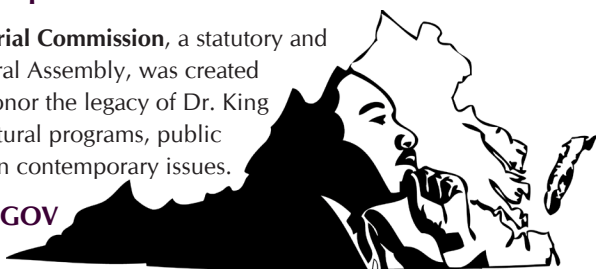 rial Commission, a statutory and
ral Assembly, was created
onor the legacy of Dr. King
tural programs, public
n contemporary issues.
GOV